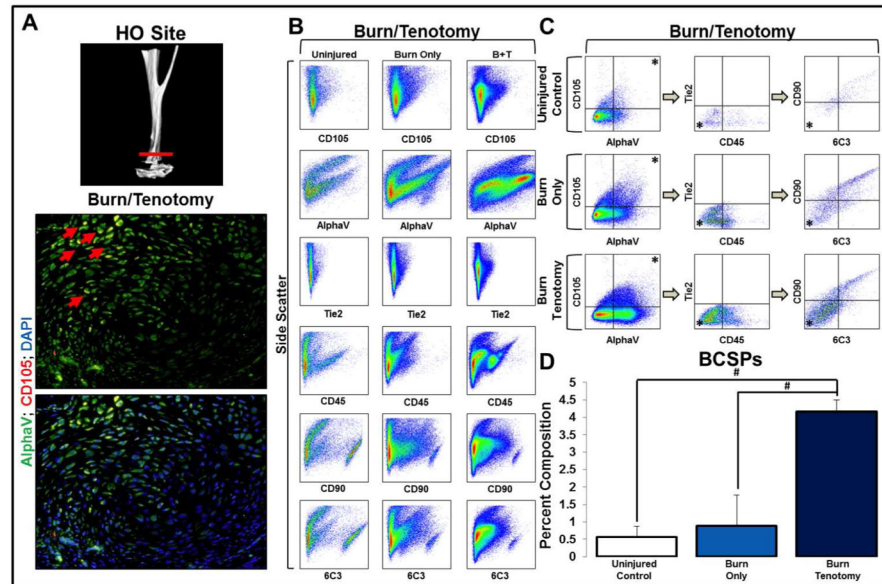 A
HO Site
Burn/Tenotomy
AlphaV; CD105; DAPI
B
Burn/Tenotomy
Uninjured Burn Only B+T
Side Scatter
CD105 CD105 CD105
AlphaV AlphaV AlphaV
Tie2 Tie2 Tie2
CD45 CD45 CD45
CD90 CD90 CD90
6C3 6C3 6C3
C
Burn/Tenotomy
Uninjured
Control
CD105
*
AlphaV
Tie2
*
CD45
CD90
*
6C3
Burn
Only
CD105
*
AlphaV
Tie2
*
CD45
CD90
*
6C3
Burn
Tenotomy
CD105
*
AlphaV
Tie2
*
CD45
CD90
*
6C3
D
BCSPs
Percent Composition
5
4.5
4
3.5
3
2.5
2
1.5
1
0.5
0
#
#
Uninjured
Control
Burn
Only
Burn
Tenotomy